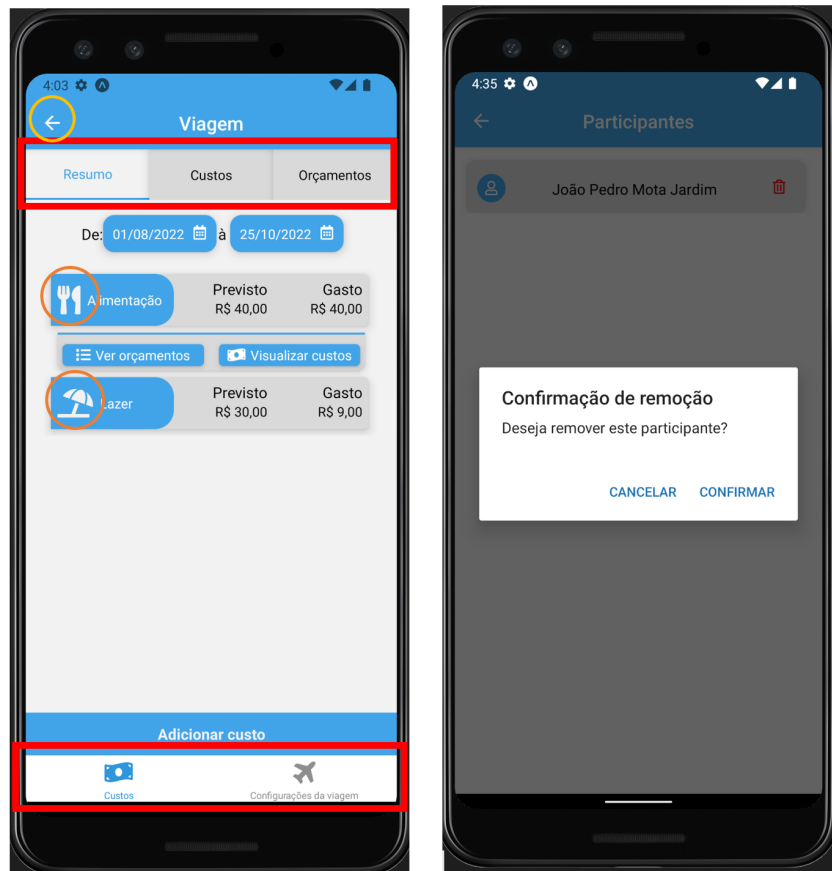 4:03
Viagem
Resumo Custos Orçamentos
De: 01/08/2022 à 25/10/2022
Alimentação Previsto Gasto
R$ 40,00 R$ 40,00
Ver orçamentos Visualizar custos
Lazer Previsto Gasto
R$ 30,00 R$ 9,00
Adicionar custo
Custos Configurações da viagem
4:35
Participantes
João Pedro Mota Jardim
Confirmação de remoção
Deseja remover este participante?
CANCELAR CONFIRMAR